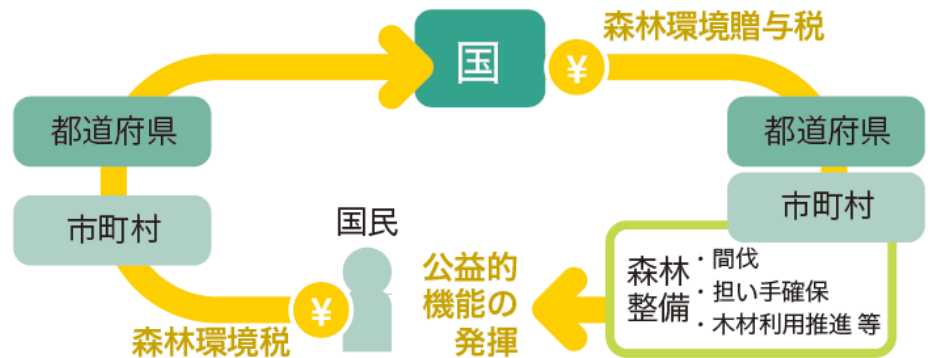 森林環境贈与税
国
¥
都道府県
都道府県
市町村
市町村
国民
¥
森林環境税
公益的
機能の
発揮
森林
整備
・間伐
・担い手確保
・木材利用推進 等